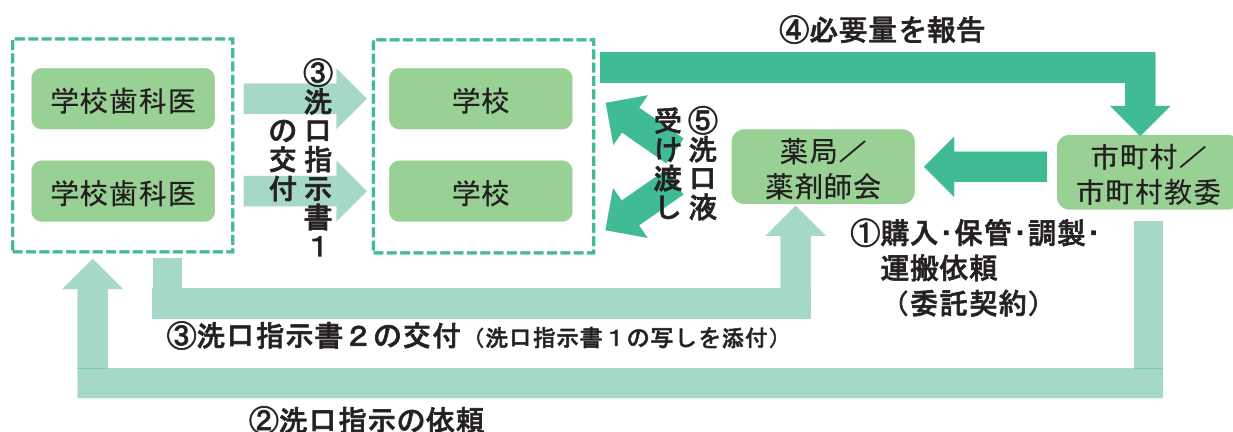 ④必要量を報告
学校歯科医
学校歯科医
③洗口指示書１
の交付
学校
学校
⑤洗口液
受け渡し
薬局／
薬剤師会
市町村／
市町村教委
①購入・保管・調製・
運搬依頼
（委託契約）
③洗口指示書２の交付（洗口指示書１の写しを添付）
②洗口指示の依頼